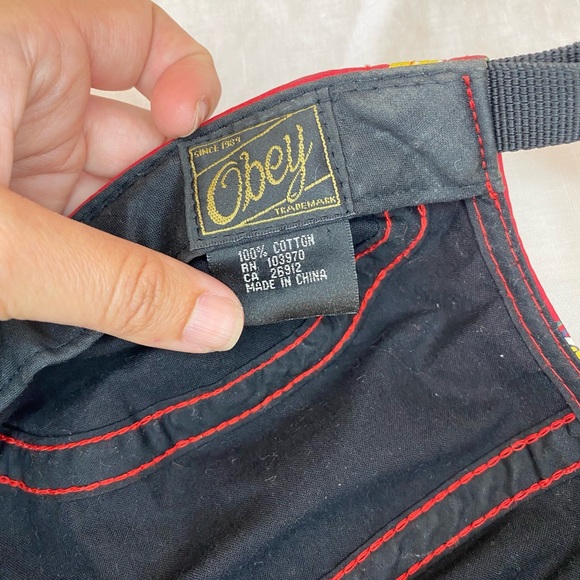 SINCE 1989
Obey
TRADEMARK
100% COTTON
RN 103970
CA 26912
MADE IN CHINA